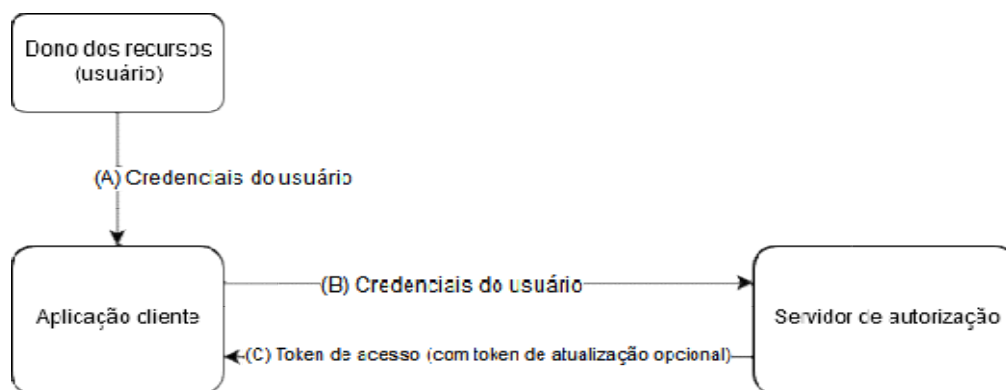 Dono dos recursos
(usuário)
(A) Credenciais do usuário
Aplicação cliente
(B) Credenciais do usuário
Servidor de autorização
(C) Token de acesso (com token de atualização opcional)